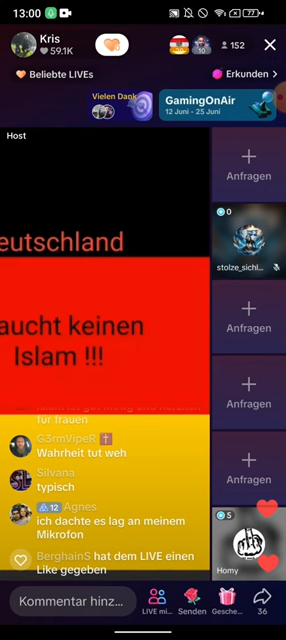 13:00
77
Kris
59.1K
10
152
Beliebte LIVEs
Erkunden
Vielen Dank
GamingOnAir
12 Juni - 25 Juni
Host
Anfragen
0
eutschland
stolze_sichl...
aucht keinen
Islam !!!
Anfragen
Anfragen
für frauen
G3rmVipeR
Wahrheit tut weh
Silvana
typisch
Anfragen
12 Agnes
ich dachte es lag an meinem
Mikrofon
5
BerghainS hat dem LIVE einen
Like gegeben
Homy
Kommentar hinz...
LIVE mi...
Senden
Gesche...
36